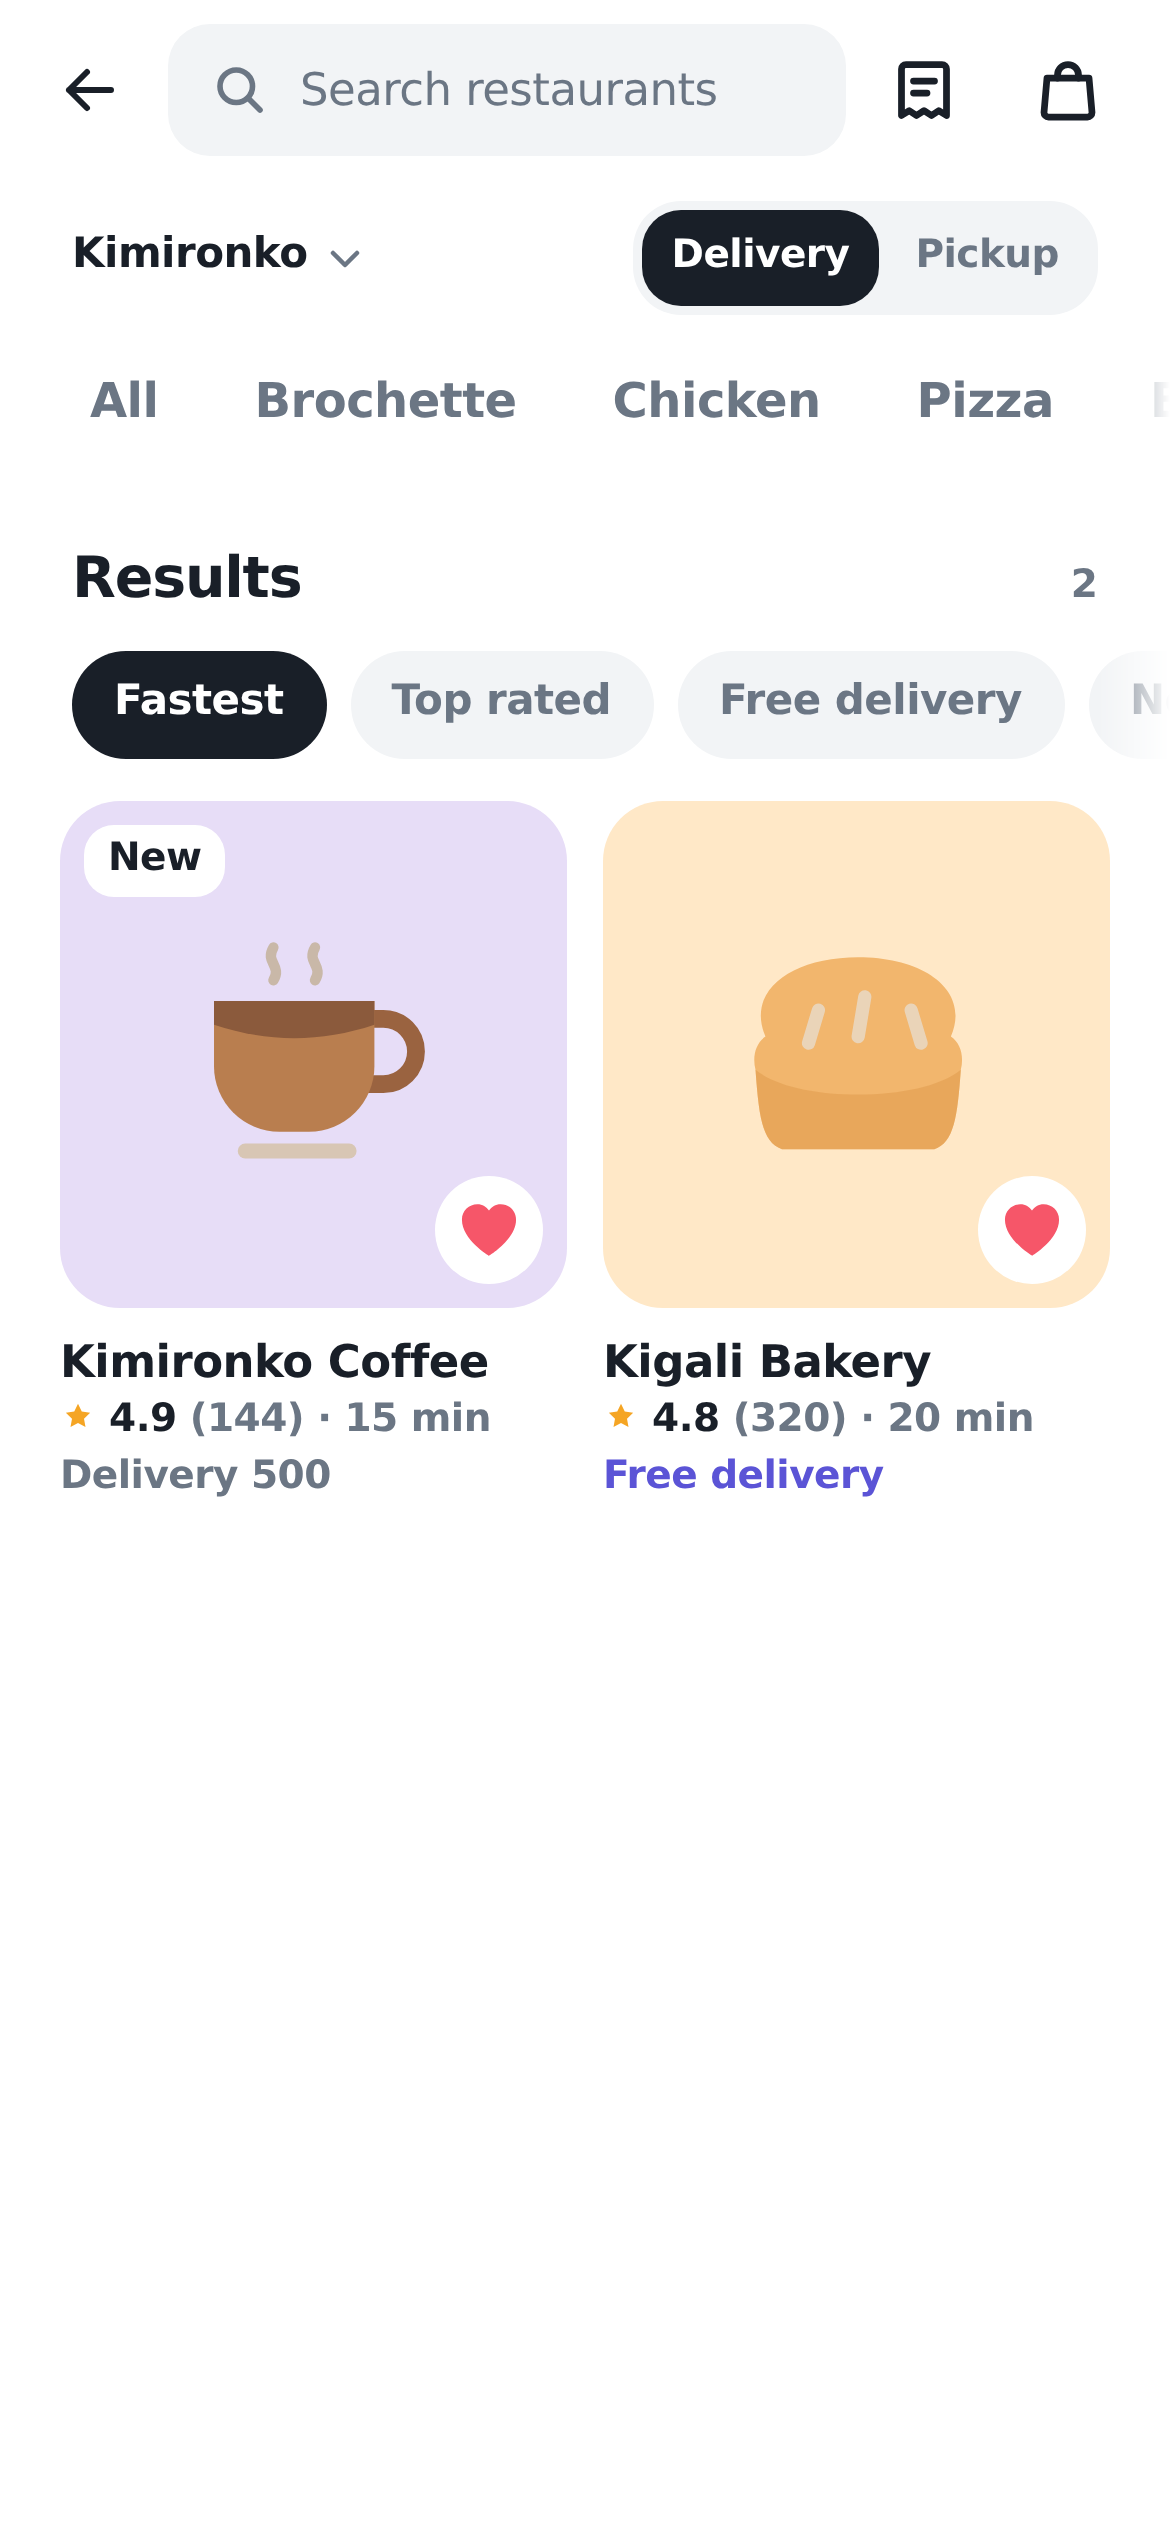 Search restaurants
Kimironko
Delivery Pickup
All Brochette Chicken Pizza
Results 2
Fastest Top rated Free delivery
New
Kimironko Coffee
4.9 (144) · 15 min
Delivery 500
Kigali Bakery
4.8 (320) · 20 min
Free delivery